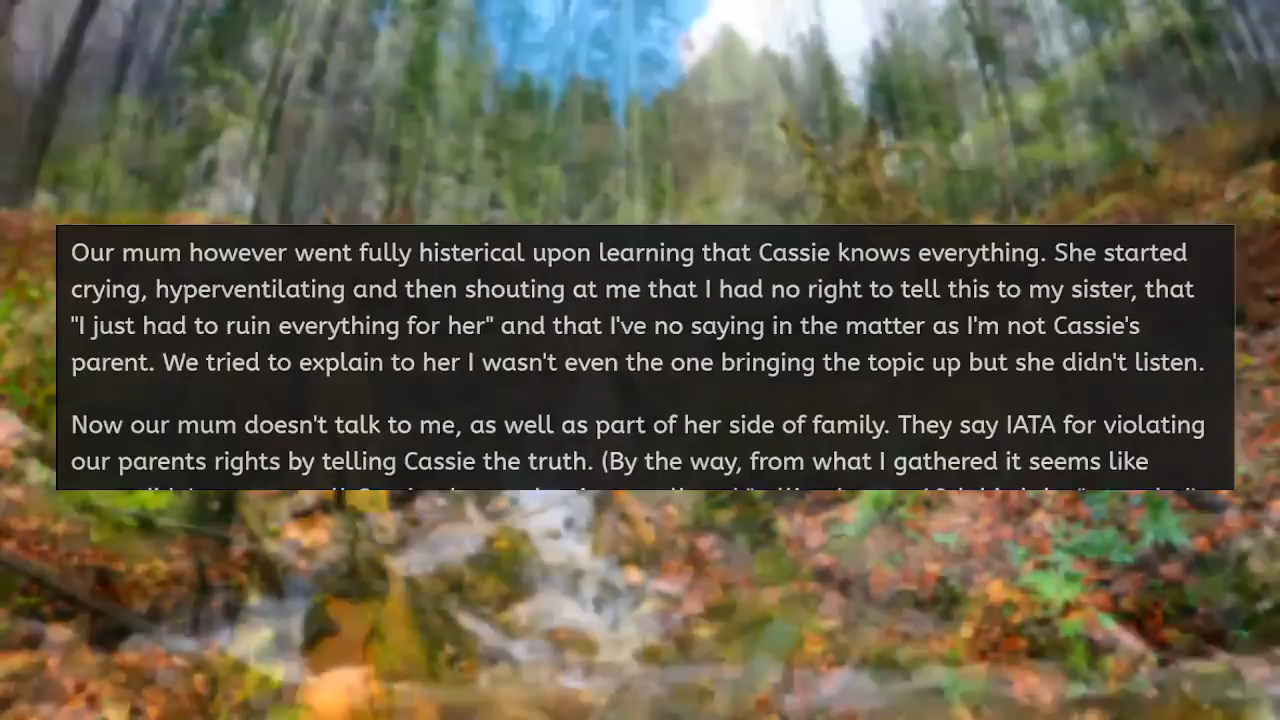 Our mum however went fully histerical upon learning that Cassie knows everything. She started
crying, hyperventilating and then shouting at me that I had no right to tell this to my sister, that
"I just had to ruin everything for her" and that I've no saying in the matter as I'm not Cassie's
parent. We tried to explain to her I wasn't even the one bringing the topic up but she didn't listen.
Now our mum doesn't talk to me, as well as part of her side of family. They say IATA for violating
our parents rights by telling Cassie the truth. (By the way, from what I gathered it seems like